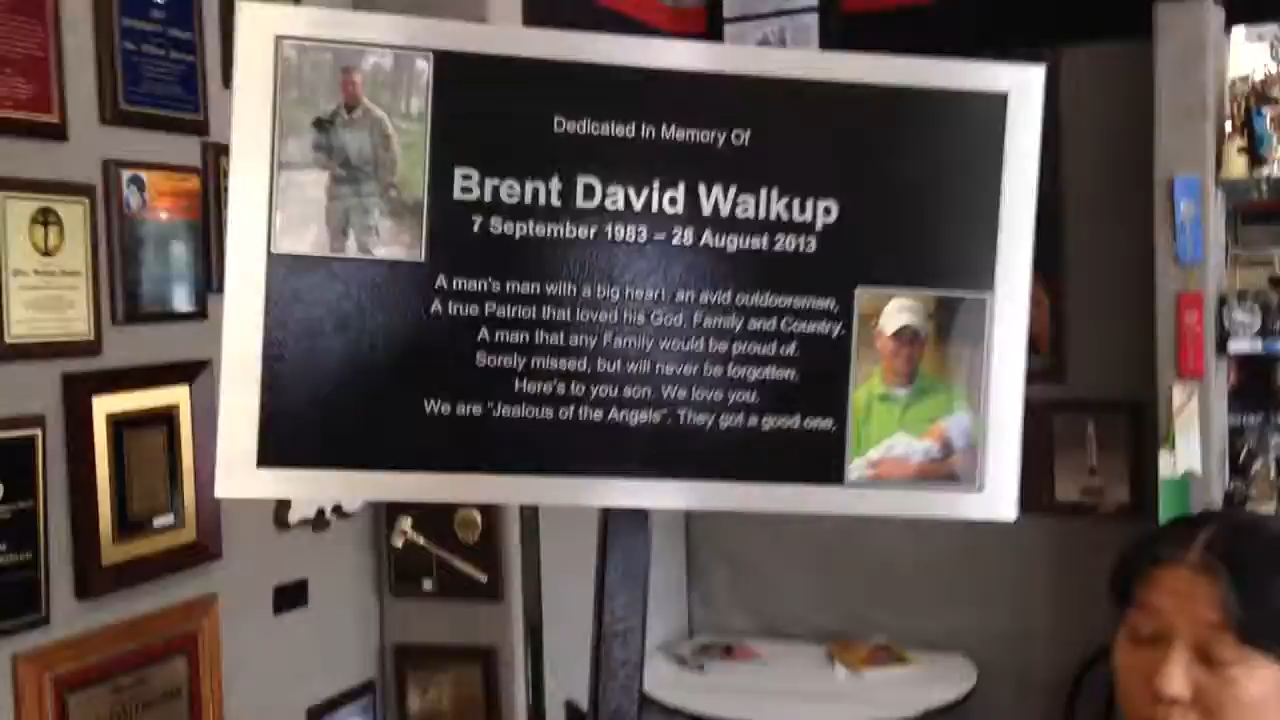 Dedicated In Memory Of
Brent David Walkup
7 September 1983 – 28 August 2013
A man's man with a big heart, an avid outdoorsman,
A true Patriot that loved his God, Family and Country.
A man that any Family would be proud of.
Sorely missed, but will never be forgotten.
Here's to you son. We love you.
We are "Jealous of the Angels". They got a good one.